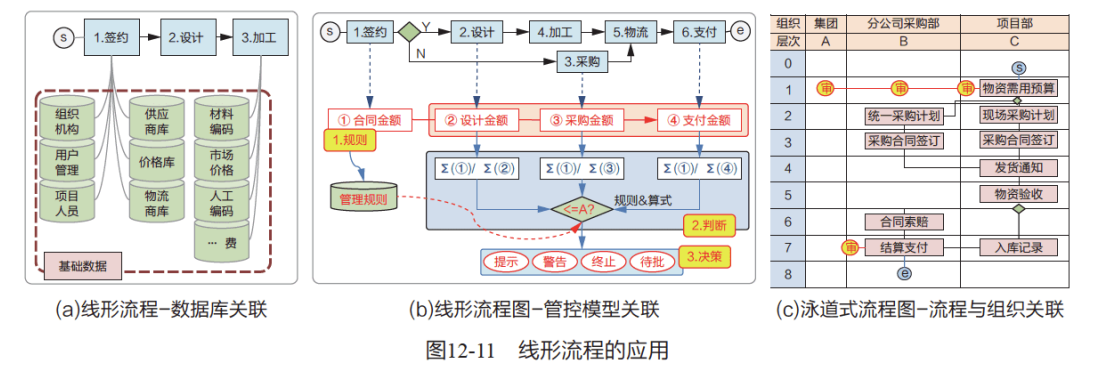 s
1.签约
2.设计
3.加工
组织
机构
供应
商库
材料
编码
用户
管理
价格库
市场
价格
项目
人员
物流
商库
人工
编码
… 费
基础数据
(a)线形流程-数据库关联
s
1.签约
Y
2.设计
4.加工
5.物流
6.支付
e
N
3.采购
① 合同金额
② 设计金额
③ 采购金额
④ 支付金额
1.规则
Σ(①)/ Σ(②)
Σ(①)/ Σ(③)
Σ(①)/ Σ(④)
管理规则
<=A?
规则&算式
2.判断
提示
警告
终止
待批
3.决策
(b)线形流程图-管控模型关联
组织
层次
集团
A
分公司采购部
B
项目部
C
0
s
1
审
审
审
物资需用预算
2
统一采购计划
现场采购计划
3
采购合同签订
采购合同签订
4
发货通知
5
物资验收
6
合同索赔
7
审
结算支付
入库记录
8
e
(c)泳道式流程图-流程与组织关联
图12-11 线形流程的应用